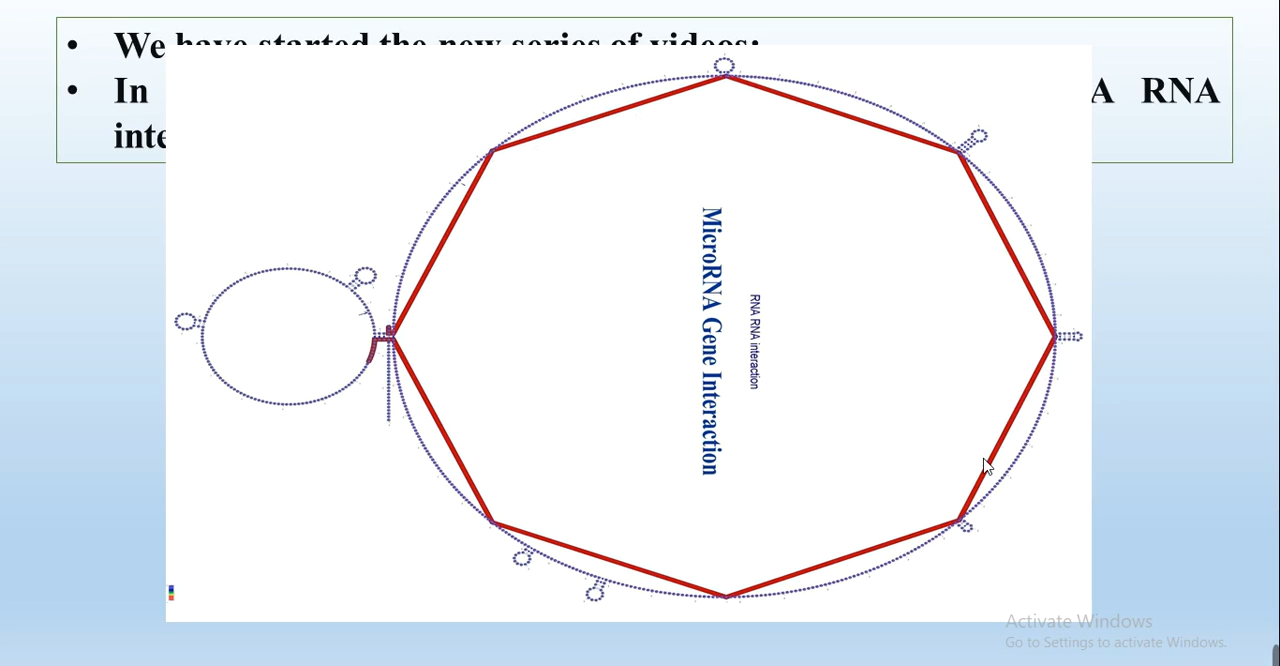 • We have started the new series of videos:
• In A RNA
inte
MicroRNA Gene Interaction
RNA RNA interaction
Activate Windows
Go to Settings to activate Windows.